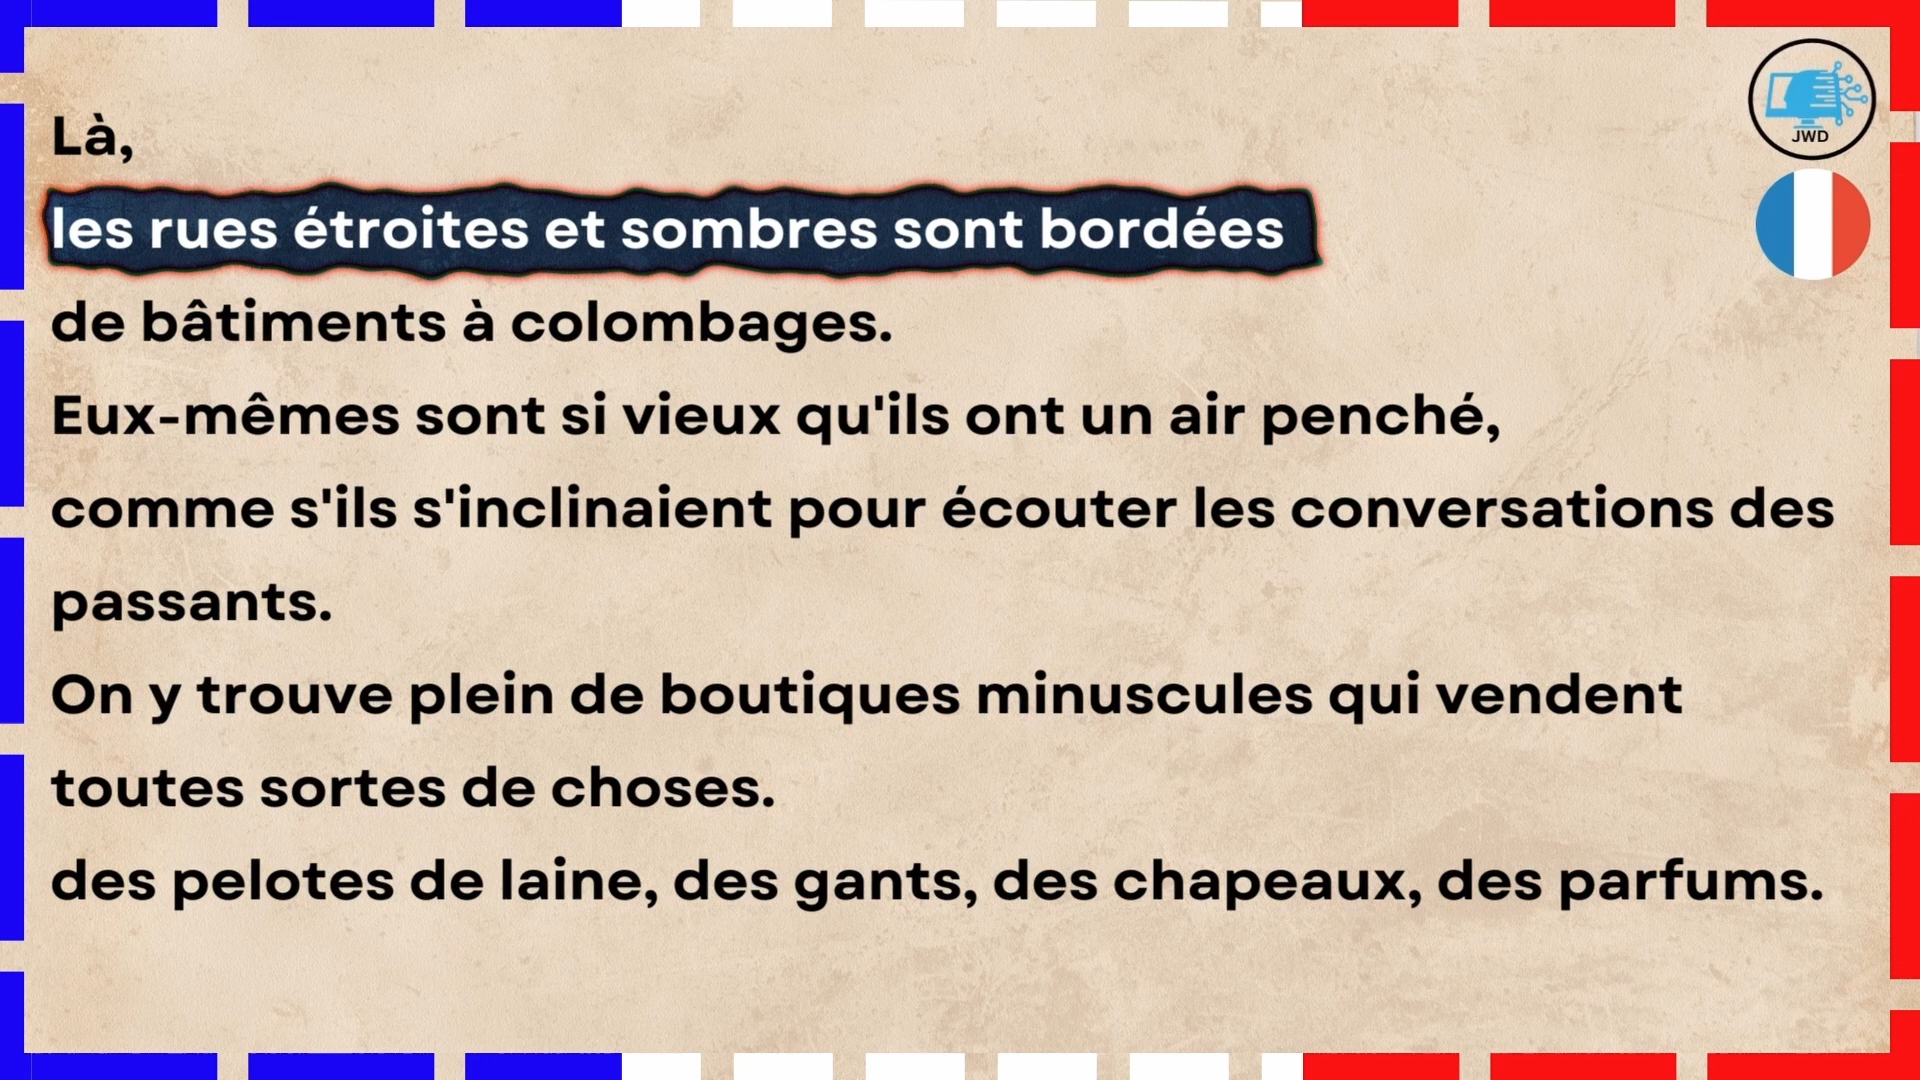 Là,
les rues étroites et sombres sont bordées
de bâtiments à colombages.
Eux-mêmes sont si vieux qu'ils ont un air penché,
comme s'ils s'inclinaient pour écouter les conversations des
passants.
On y trouve plein de boutiques minuscules qui vendent
toutes sortes de choses.
des pelotes de laine, des gants, des chapeaux, des parfums.
JWD